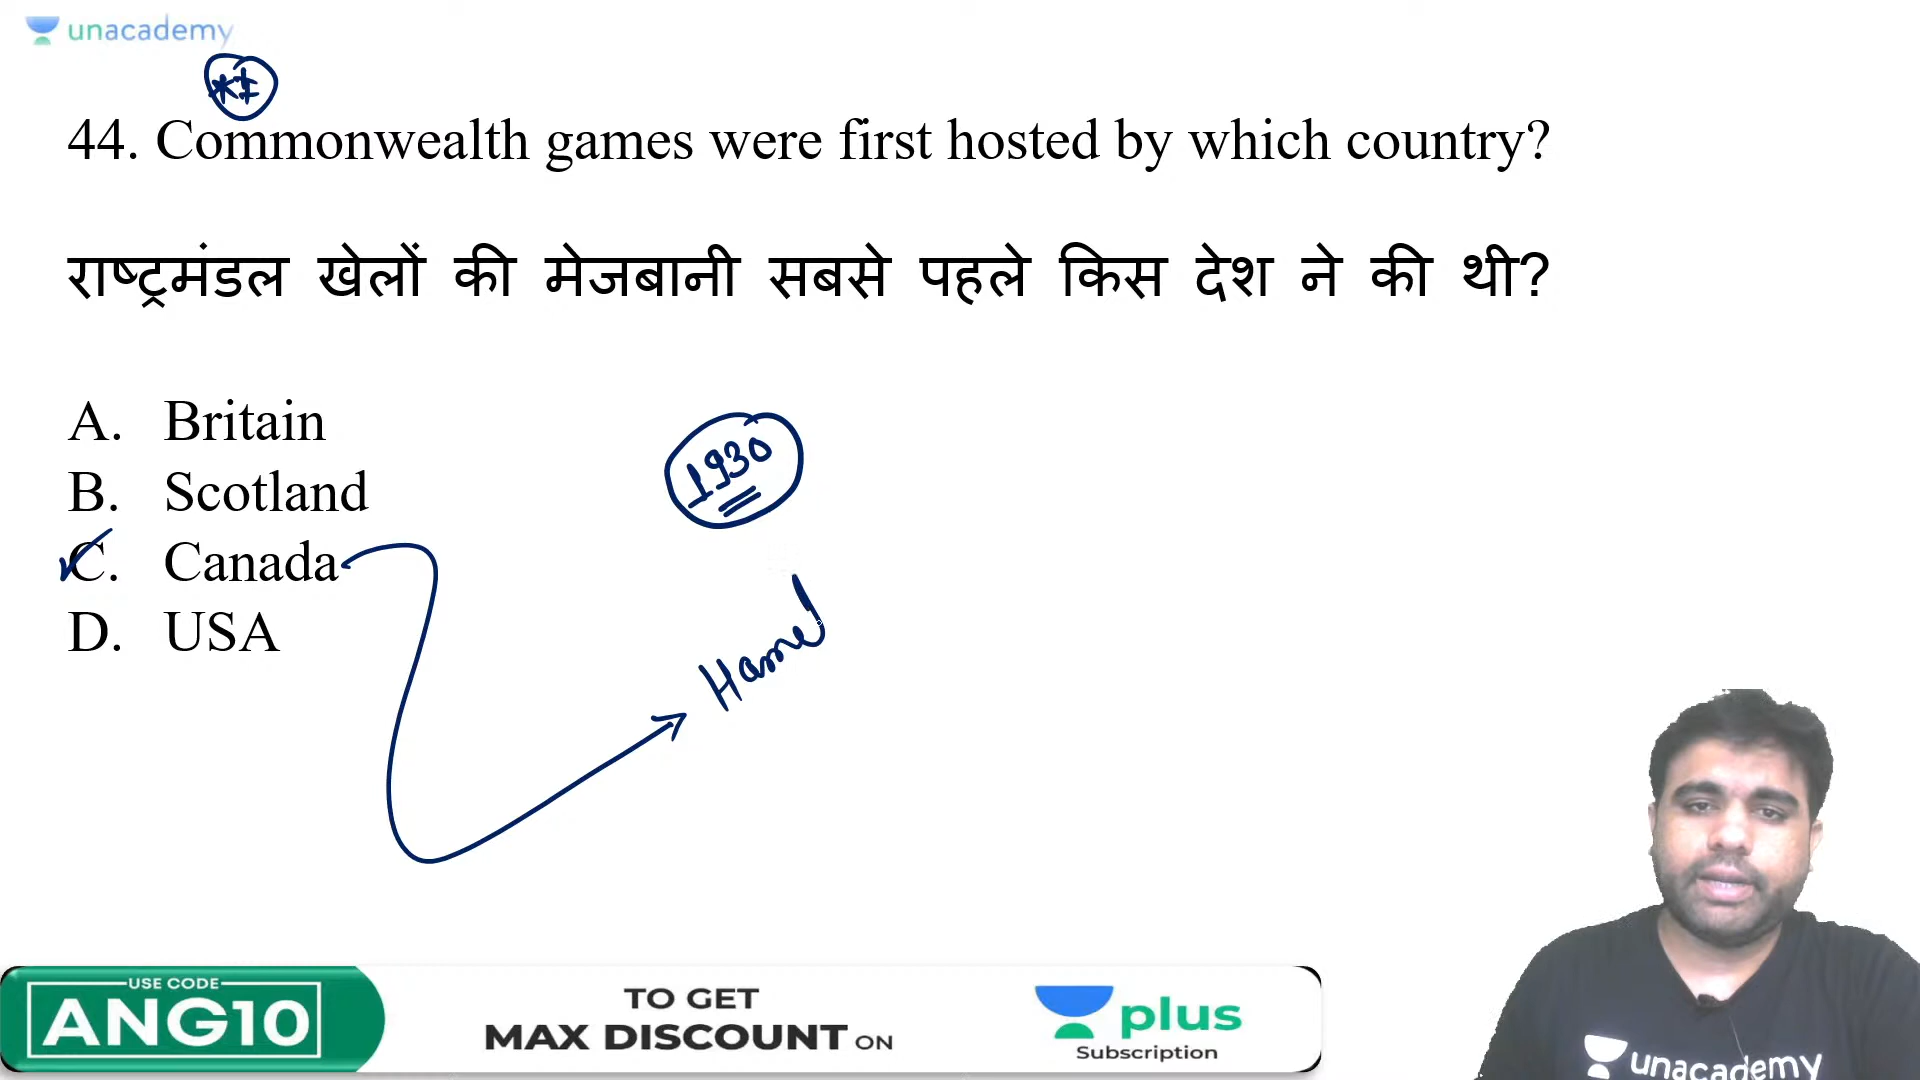 unacademy
44. Commonwealth games were first hosted by which country?
राष्ट्रमंडल खेलों की मेजबानी सबसे पहले किस देश ने की थी?
A. Britain
B. Scotland
C. Canada
D. USA
1930
Hamel
USE CODE
ANG10
TO GET
MAX DISCOUNT ON
plus
Subscription
unacademy